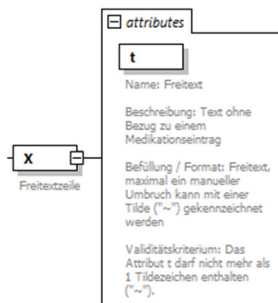 attributes
t
Name: Freitext
Beschreibung: Text ohne
Bezug zu einem
Medikationseintrag
Befüllung / Format: Freitext,
maximal ein manueller
Umbruch kann mit einer
Tilde ("~") gekennzeichnet
werden
Validitätskriterium: Das
Attribut t darf nicht mehr als
1 Tildezeichen enthalten
("~").
X
Freitextzeile